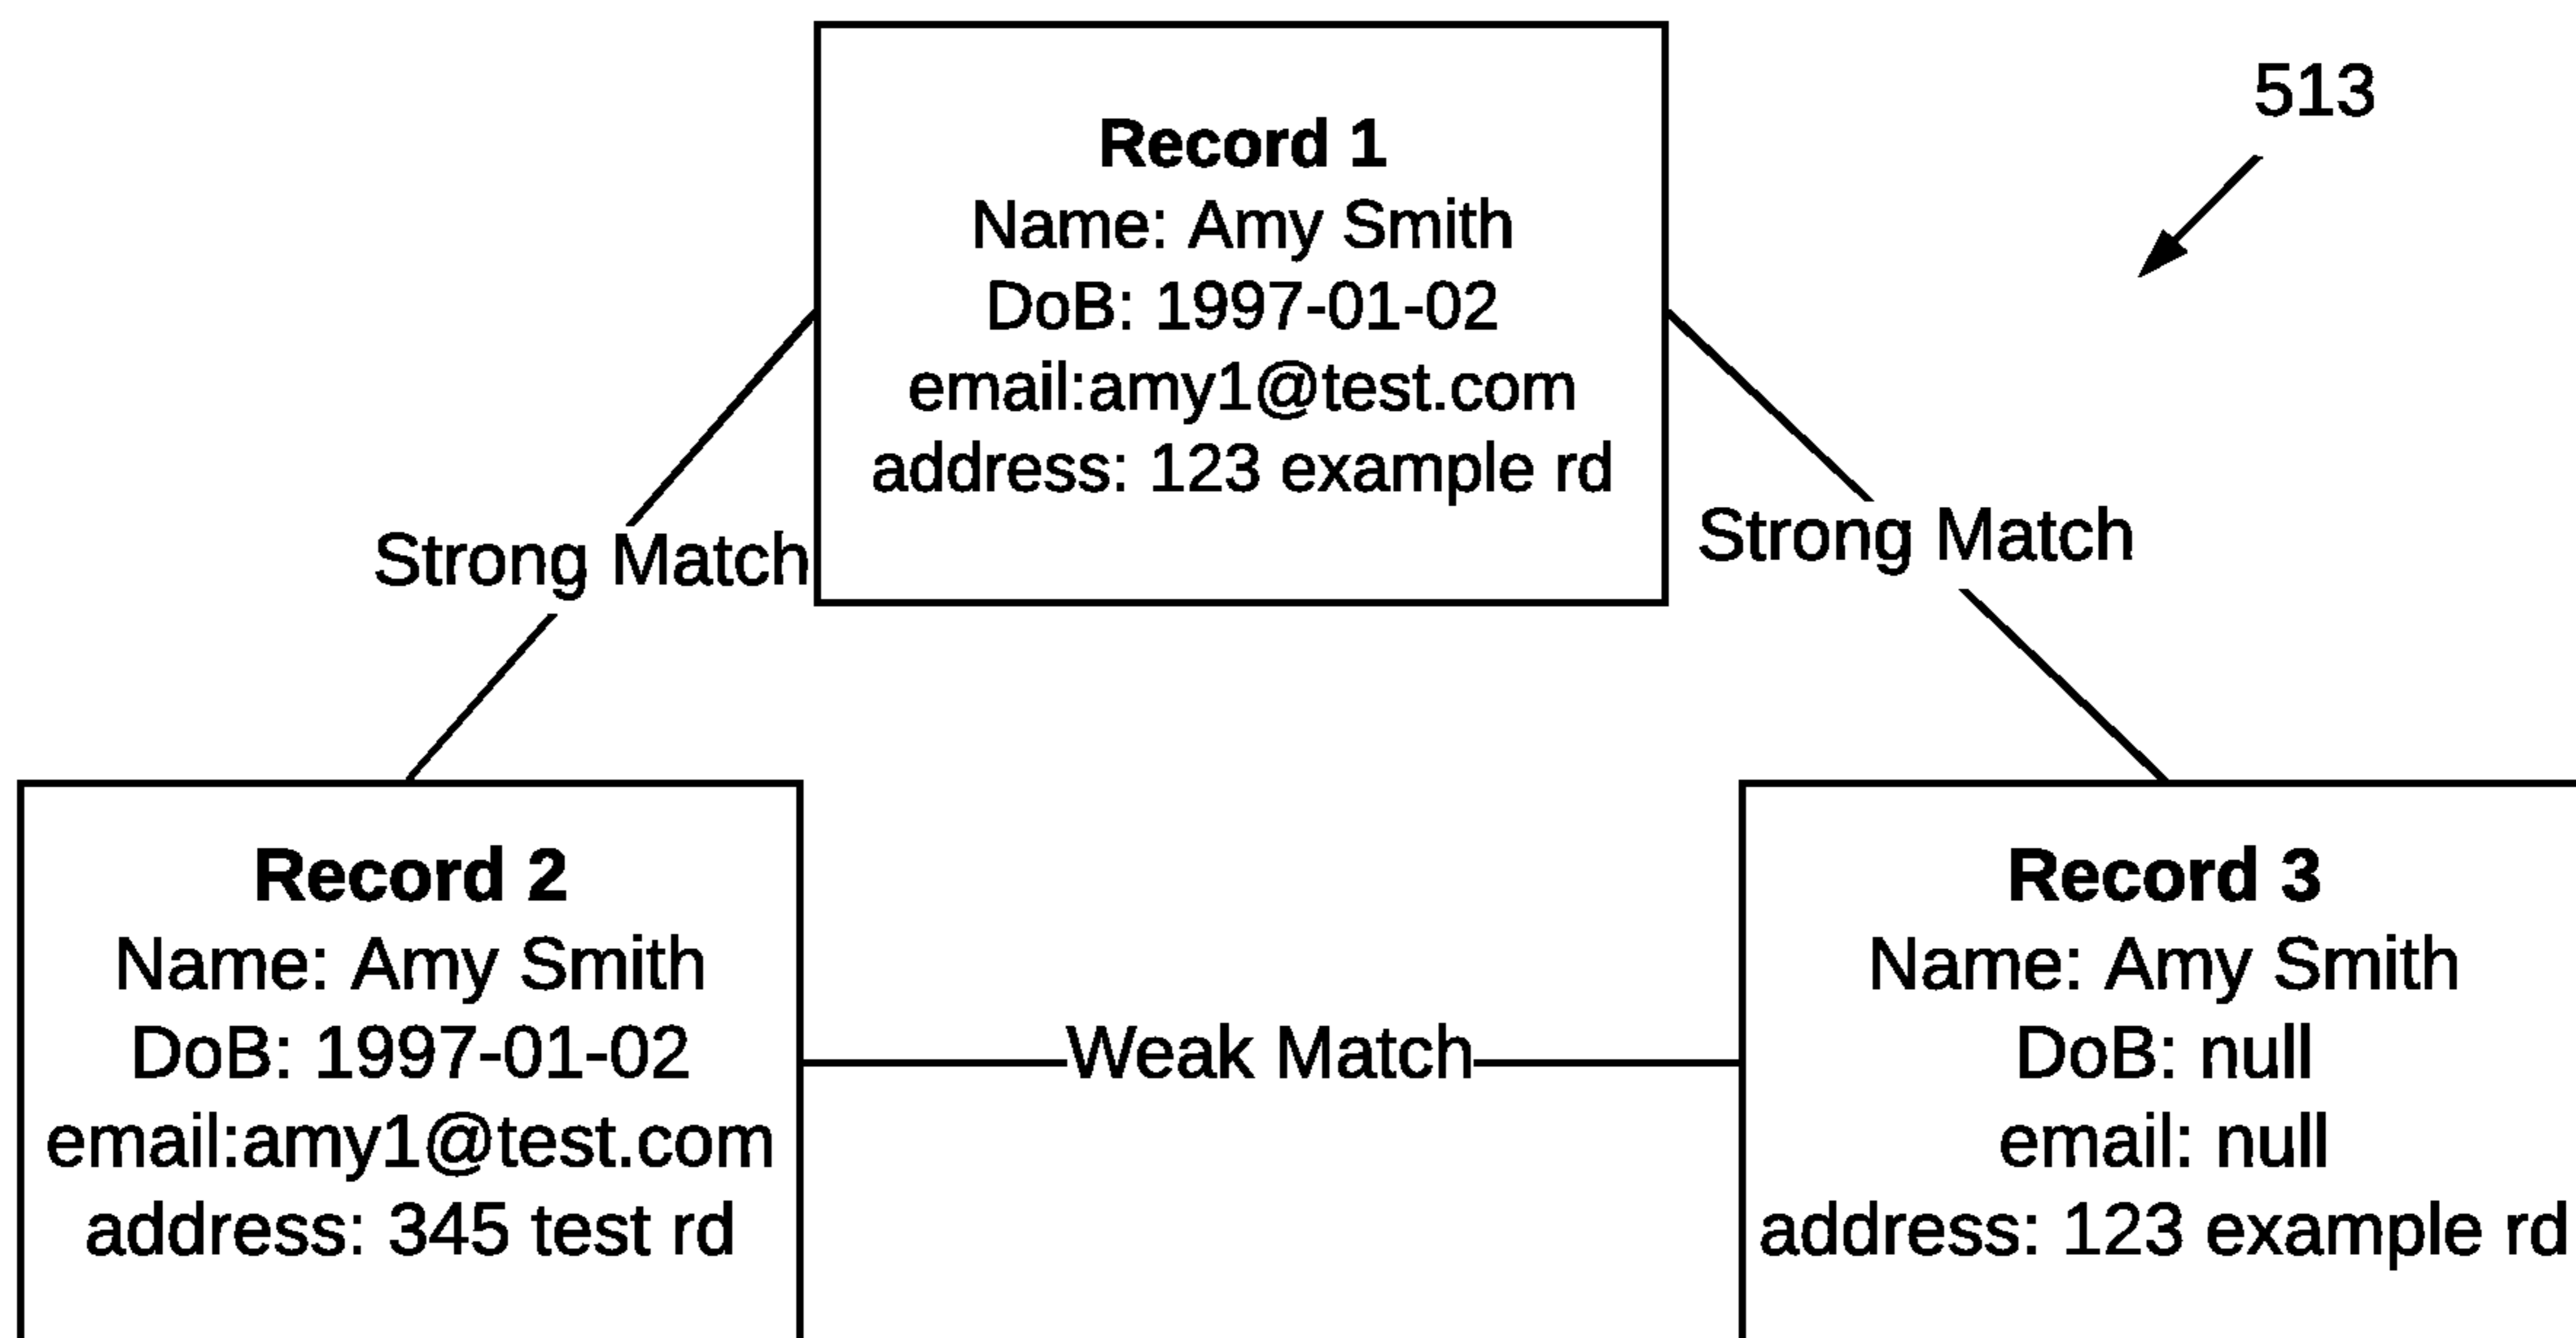 513
Record 1
Name: Amy Smith
DoB: 1997-01-02
email:amy1@test.com
address: 123 example rd
Strong Match
Strong Match
Record 2
Name: Amy Smith
DoB: 1997-01-02
email:amy1@test.com
address: 345 test rd
Weak Match
Record 3
Name: Amy Smith
DoB: null
email: null
address: 123 example rd